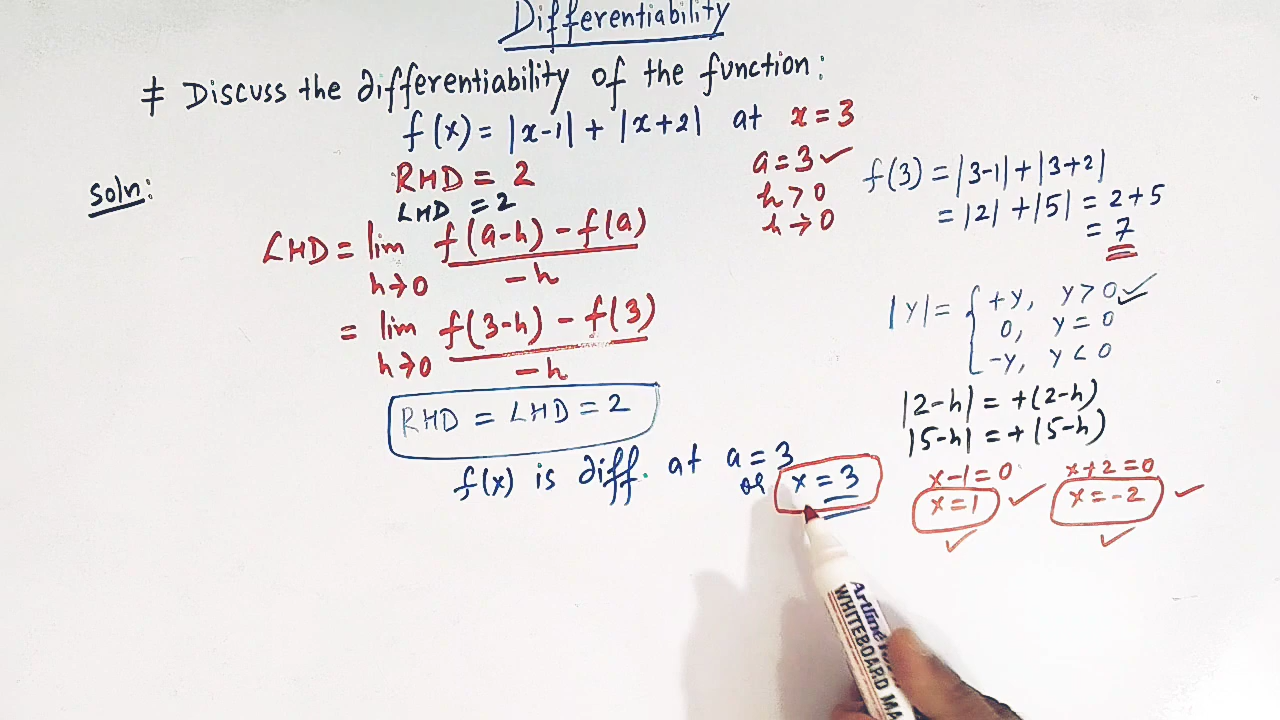 Differentiability
# Discuss the differentiability of the function:
f(x) = |x-1| + |x+2| at x = 3
soln:
RHD = 2
LHD = 2
LHD = lim h→0 f(a-h) - f(a) / -h
= lim h→0 f(3-h) - f(3) / -h
RHD = LHD = 2
f(x) is diff. at a = 3
or x = 3
a = 3 ✓
h > 0
h → 0
f(3) = |3-1| + |3+2|
= |2| + |5| = 2+5
= 7
|y| = { +y, y > 0 ✓
0, y = 0
-y, y < 0
|2-h| = +(2-h)
|5-h| = +(5-h)
x-1 = 0 x+2 = 0
x = 1 ✓ x = -2 ✓
✓ ✓
Artline
WHITEBOARD MA